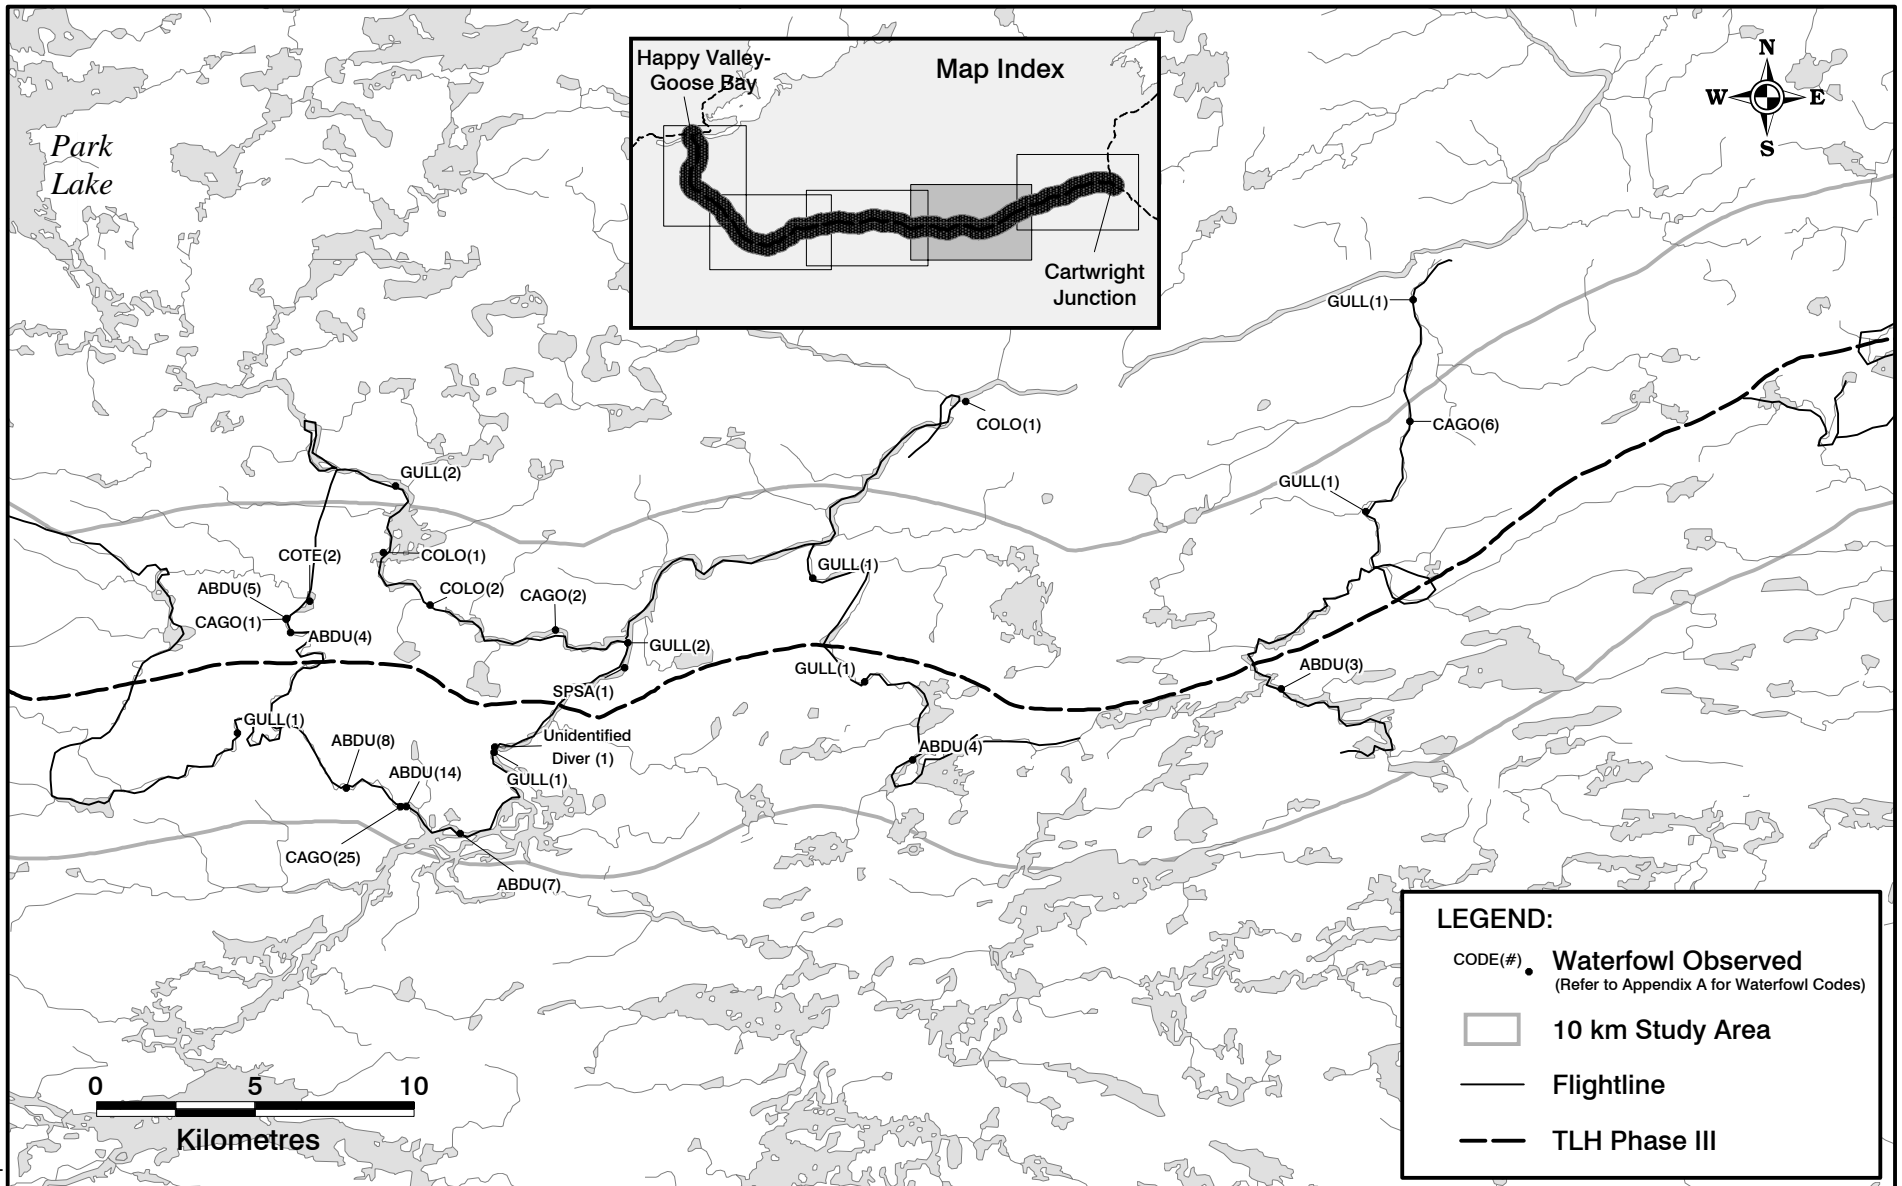 Happy Valley-
Goose Bay
Map Index
Cartwright
Junction
N
W
E
S
Park
Lake
GULL(1)
COLO(1)
CAGO(6)
GULL(2)
GULL(1)
COTE(2)
COLO(1)
GULL(1)
ABDU(5)
COLO(2)
CAGO(2)
CAGO(1)
ABDU(4)
GULL(2)
GULL(1)
ABDU(3)
SPSA(1)
GULL(1)
Unidentified
Diver (1)
ABDU(8)
ABDU(4)
ABDU(14)
GULL(1)
CAGO(25)
ABDU(7)
LEGEND:
CODE(#)
Waterfowl Observed
(Refer to Appendix A for Waterfowl Codes)
10 km Study Area
Flightline
TLH Phase III
0 5 10
Kilometres